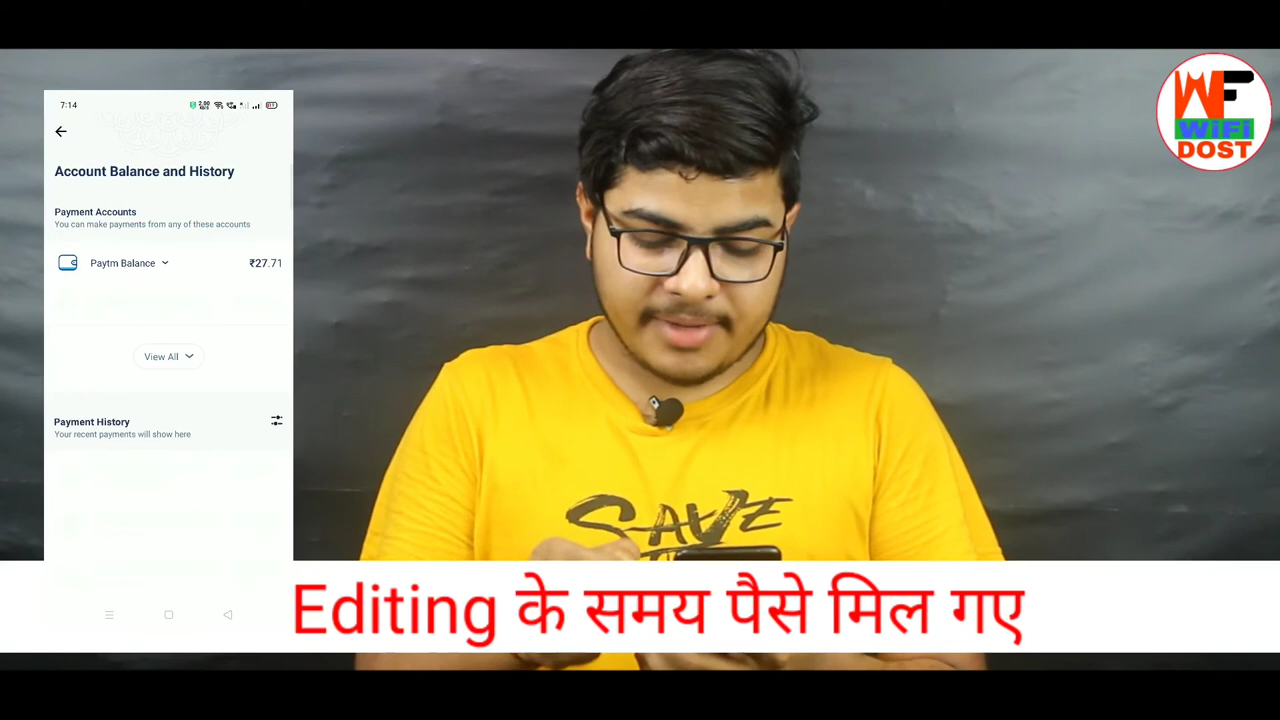 7:14
Account Balance and History
Payment Accounts
You can make payments from any of these accounts
Paytm Balance
₹27.71
View All
Payment History
Your recent payments will show here
WF
WiFi
DOST
SAVE
Editing के समय पैसे मिल गए